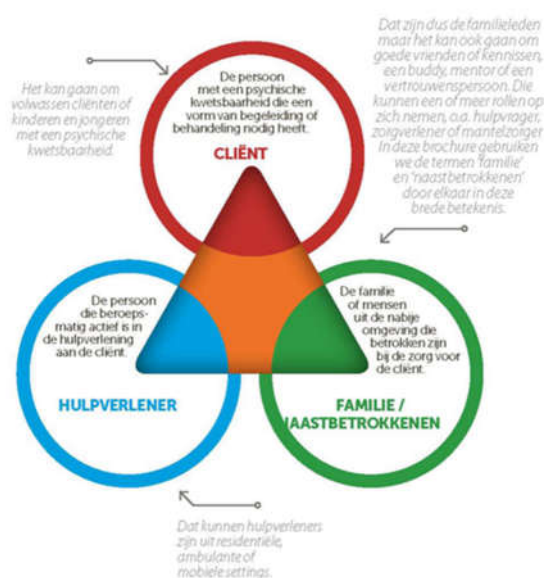 Dat zijn dus de familieleden
maar het kan ook gaan om
goede vrienden of kennissen,
een buddy, mentor of een
vertrouwenspersoon. Die
kunnen een of meer rollen op
zich nemen, o.a. hulpvrager,
zorgverlener of mantelzorger
In deze brochure gebruiken
we de termen 'familie'
en 'naastbetrokkenen'
door elkaar in deze
brede betekenis.
Het kan gaan om
volwassen cliënten of
kinderen en jongeren
met een psychische
kwetsbaarheid.
De persoon
met een psychische
kwetsbaarheid die een
vorm van begeleiding of
behandeling nodig heeft.
CLIËNT
De persoon
die beroeps-
matig actief is in
de hulpverlening
aan de cliënt.
HULPVERLENER
De familie
of mensen
uit de nabije
omgeving die
betrokken zijn
bij de zorg voor
de cliënt.
FAMILIE /
IAASTBETROKKENEN
Dat kunnen hulpverleners
zijn uit residentiële,
ambulante of
mobiele settings.